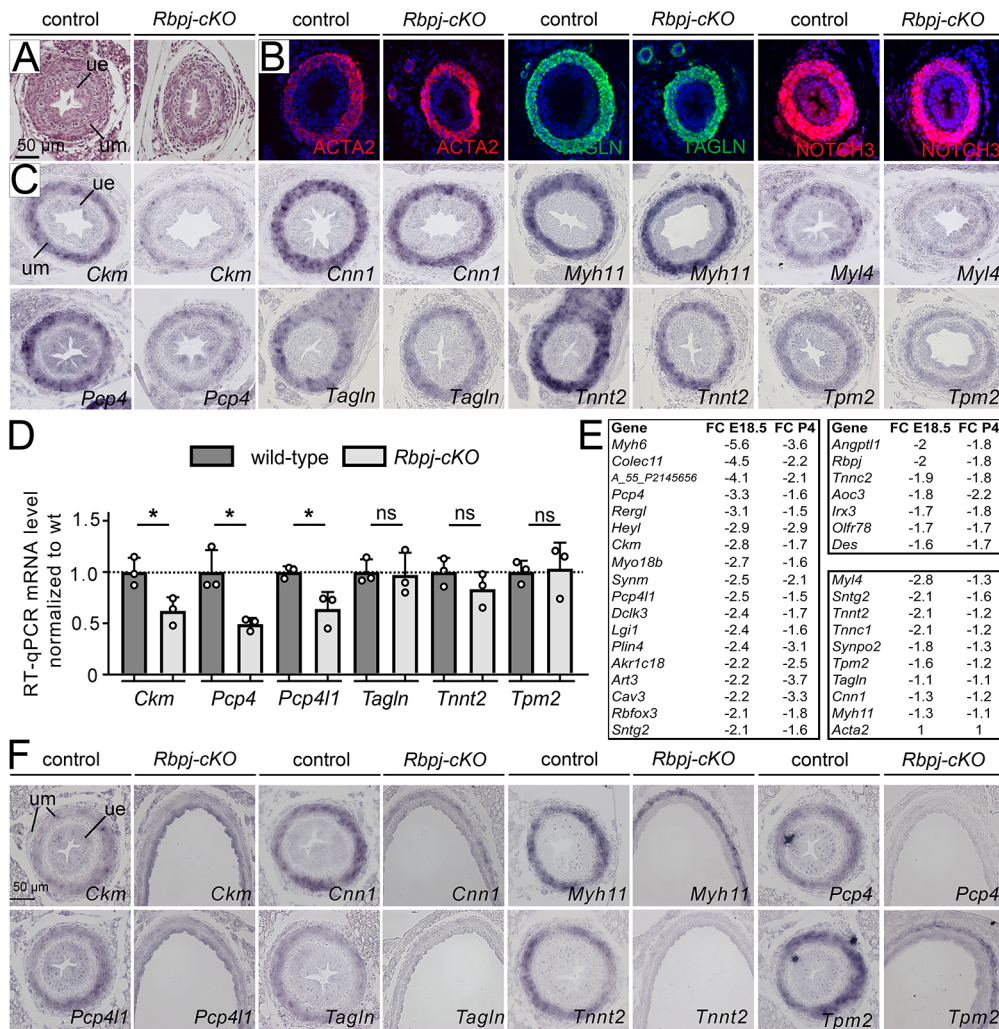 control Rbpj-cKO control Rbpj-cKO control Rbpj-cKO control Rbpj-cKO
A ue um 50 µm B ACTA2 ACTA2 TAGLN TAGLN NOTCH3 NOTCH3
C ue um Ckm Ckm Cnn1 Cnn1 Myh11 Myh11 Myl4 Myl4
Pcp4 Pcp4 Tagln Tagln Tnnt2 Tnnt2 Tpm2 Tpm2
D
wild-type Rbpj-cKO
RT-qPCR mRNA level
normalized to wt
1.5
1.0
0.5
0
* * * ns ns ns
Ckm Pcp4 Pcp4l1 Tagln Tnnt2 Tpm2
E
Gene FC E18.5 FC P4
Myh6 -5.6 -3.6
Colec11 -4.5 -2.2
A_55_P2145656 -4.1 -2.1
Pcp4 -3.3 -1.6
Rergl -3.1 -1.5
Heyl -2.9 -2.9
Ckm -2.8 -1.7
Myo18b -2.7 -1.6
Synm -2.5 -2.1
Pcp4l1 -2.5 -1.5
Dclk3 -2.4 -1.7
Lgi1 -2.4 -1.6
Plin4 -2.4 -3.1
Akr1c18 -2.2 -2.5
Art3 -2.2 -3.7
Cav3 -2.2 -3.3
Rbfox3 -2.1 -1.8
Sntg2 -2.1 -1.6
Gene FC E18.5 FC P4
Angptl1 -2 -1.8
Rbpj -2 -1.8
Tnnc2 -1.9 -1.8
Aoc3 -1.8 -2.2
Irx3 -1.7 -1.8
Olfr78 -1.7 -1.7
Des -1.6 -1.7
Myl4 -2.8 -1.3
Sntg2 -2.1 -1.6
Tnnt2 -2.1 -1.2
Tnnc1 -2.1 -1.2
Synpo2 -1.8 -1.3
Tpm2 -1.6 -1.2
Tagln -1.1 -1.1
Cnn1 -1.3 -1.2
Myh11 -1.3 -1.1
Acta2 1 1
F
control Rbpj-cKO control Rbpj-cKO control Rbpj-cKO control Rbpj-cKO
um ue 50 µm Ckm Ckm Cnn1 Cnn1 Myh11 Myh11 Pcp4 Pcp4
Pcp4l1 Pcp4l1 Tagln Tagln Tnnt2 Tnnt2 Tpm2 Tpm2